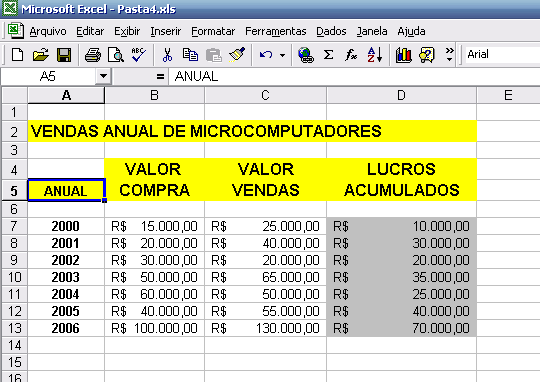 Microsoft Excel - Pasta4.xls
Arquivo Editar Exibir Inserir Formatar Ferramentas Dados Janela Ajuda
Arial
A5 = ANUAL
A B C D E
1
2 VENDAS ANUAL DE MICROCOMPUTADORES
3
4 VALOR VALOR LUCROS
5 ANUAL COMPRA VENDAS ACUMULADOS
6
7 2000 R$ 15.000,00 R$ 25.000,00 R$ 10.000,00
8 2001 R$ 20.000,00 R$ 40.000,00 R$ 30.000,00
9 2002 R$ 30.000,00 R$ 20.000,00 R$ 20.000,00
10 2003 R$ 50.000,00 R$ 65.000,00 R$ 35.000,00
11 2004 R$ 60.000,00 R$ 50.000,00 R$ 25.000,00
12 2005 R$ 40.000,00 R$ 55.000,00 R$ 40.000,00
13 2006 R$ 100.000,00 R$ 130.000,00 R$ 70.000,00
14
15
16